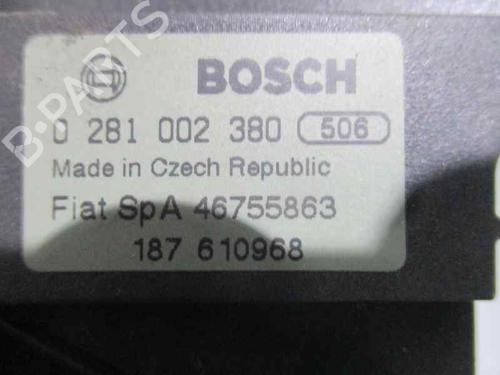 BOSCH
0 281 002 380 506
Made in Czech Republic
Fiat SpA 46755863
187 610968
B-PARTS